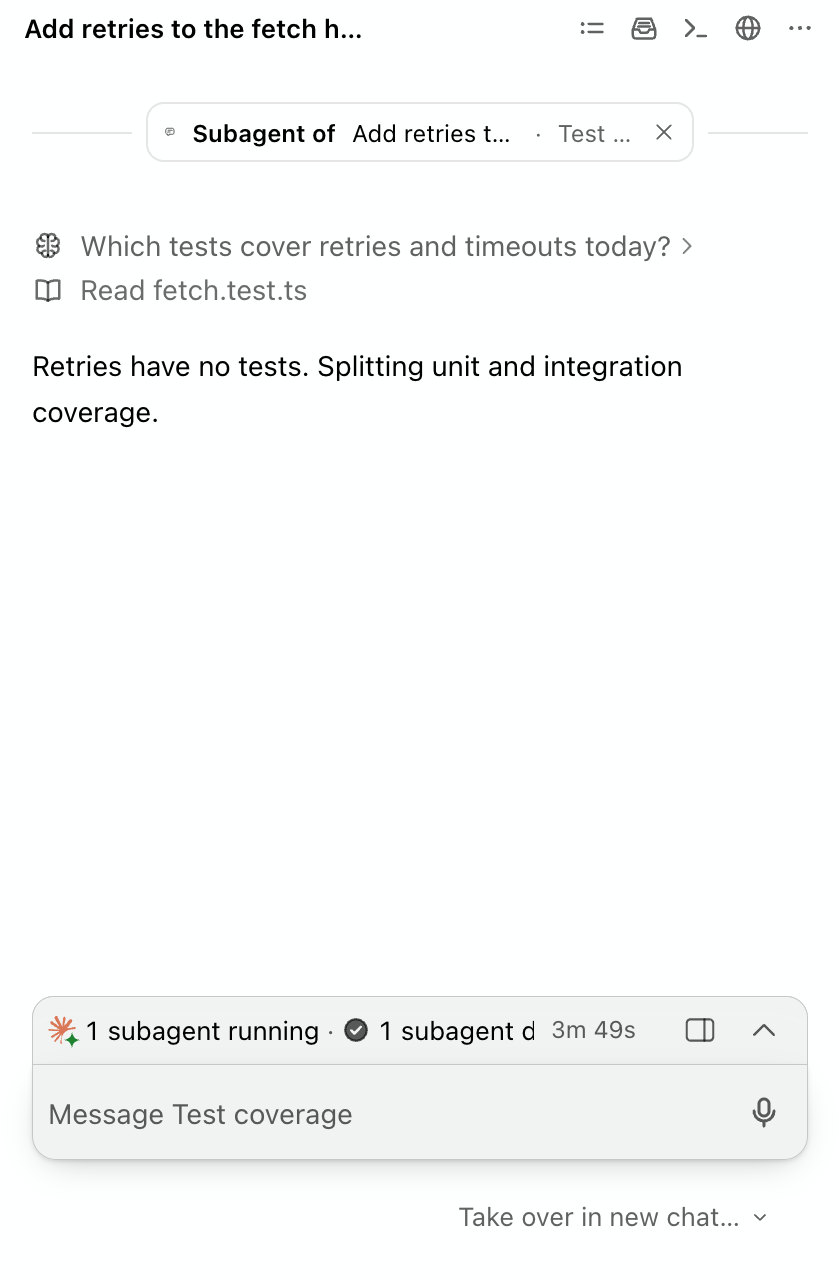 Add retries to the fetch h...
Subagent of Add retries t... · Test ...
Which tests cover retries and timeouts today?
Read fetch.test.ts
Retries have no tests. Splitting unit and integration
coverage.
1 subagent running · 1 subagent d 3m 49s
Message Test coverage
Take over in new chat...